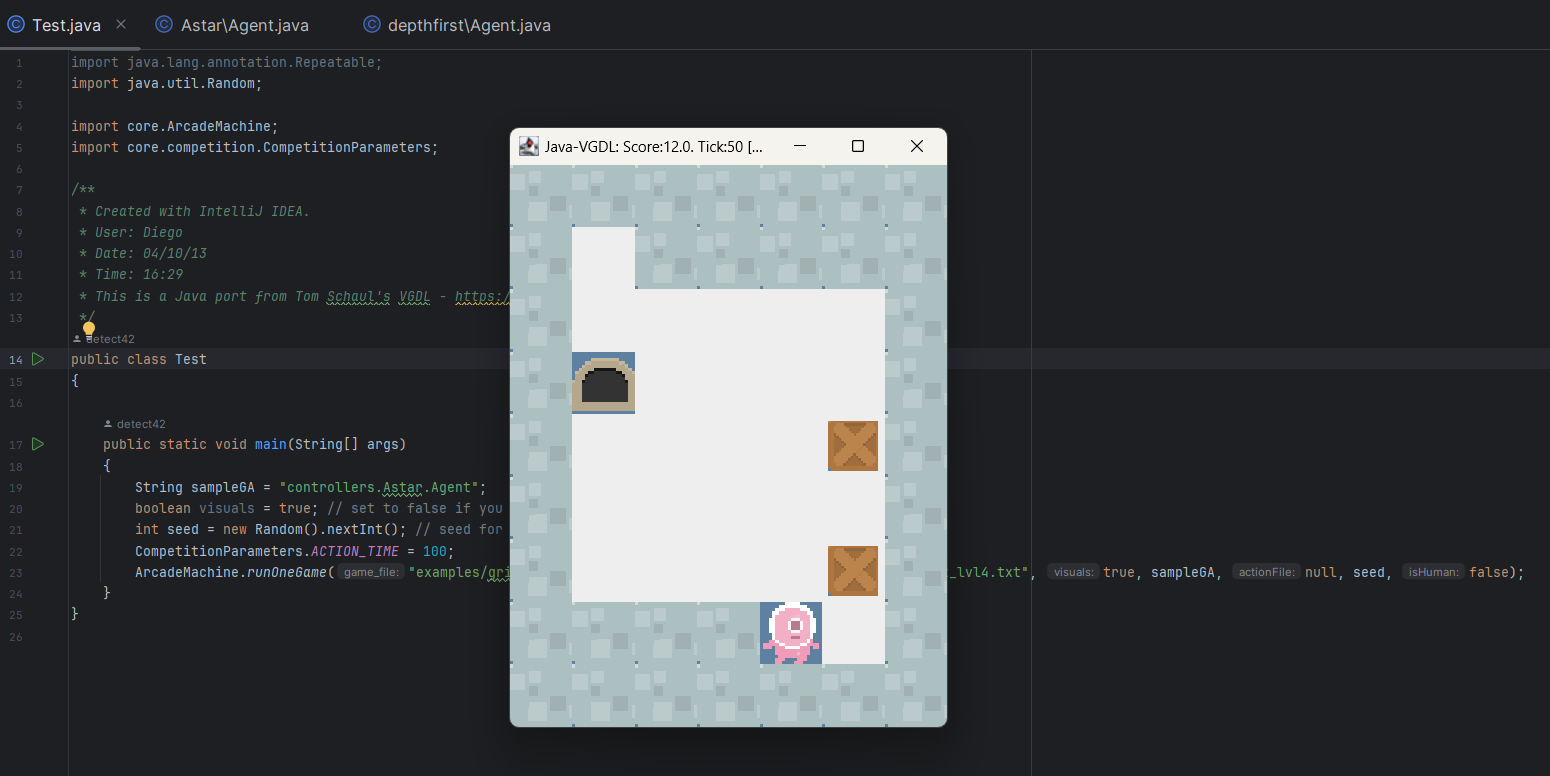 Test.java
Astar\Agent.java
depthfirst\Agent.java
1 import java.lang.annotation.Repeatable;
2 import java.util.Random;
3
4 import core.ArcadeMachine;
5 import core.competition.CompetitionParameters;
6
7 /**
8 * Created with IntelliJ IDEA.
9 * User: Diego
10 * Date: 04/10/13
11 * Time: 16:29
12 * This is a Java port from Tom Schaul's VGDL - https:/
13 */
detect42
14 public class Test
15 {
16
detect42
17 public static void main(String[] args)
18 {
19 String sampleGA = "controllers.Astar.Agent";
20 boolean visuals = true; // set to false if you
21 int seed = new Random().nextInt(); // seed for
22 CompetitionParameters.ACTION_TIME = 100;
23 ArcadeMachine.runOneGame( game_file: "examples/gri _lvl4.txt", visuals: true, sampleGA, actionFile: null, seed, isHuman: false);
24 }
25 }
26
Java-VGDL: Score:12.0. Tick:50 [...